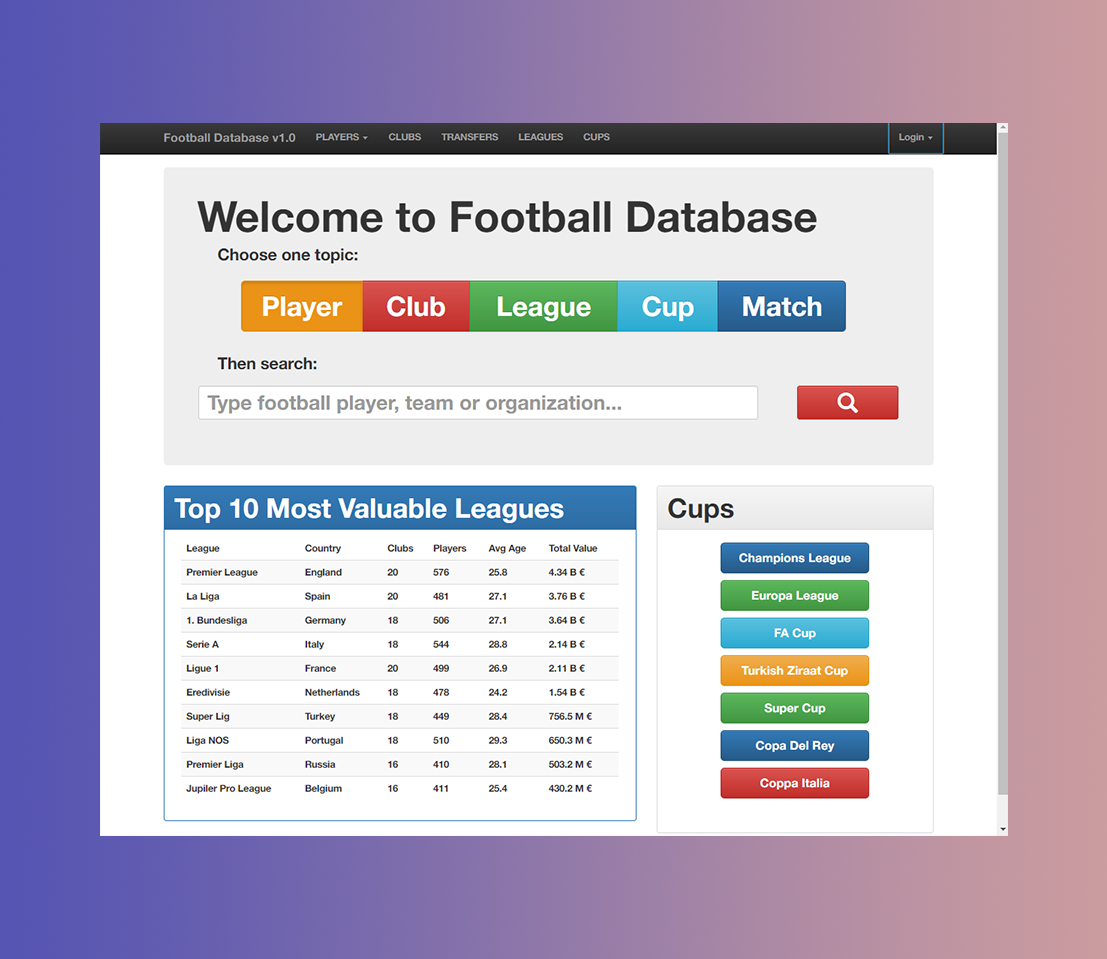 Football Database v1.0 PLAYERS CLUBS TRANSFERS LEAGUES CUPS Login
Welcome to Football Database
Choose one topic:
Player Club League Cup Match
Then search:
Type football player, team or organization...
Top 10 Most Valuable Leagues
League Country Clubs Players Avg Age Total Value
Premier League England 20 576 25.8 4.34 B €
La Liga Spain 20 481 27.1 3.76 B €
1. Bundesliga Germany 18 506 27.1 3.64 B €
Serie A Italy 18 544 28.8 2.14 B €
Ligue 1 France 20 499 26.9 2.11 B €
Eredivisie Netherlands 18 478 24.2 1.54 B €
Super Lig Turkey 18 449 28.4 756.5 M €
Liga NOS Portugal 18 510 29.3 650.3 M €
Premier Liga Russia 16 410 28.1 503.2 M €
Jupiler Pro League Belgium 16 411 25.4 430.2 M €
Cups
Champions League
Europa League
FA Cup
Turkish Ziraat Cup
Super Cup
Copa Del Rey
Coppa Italia